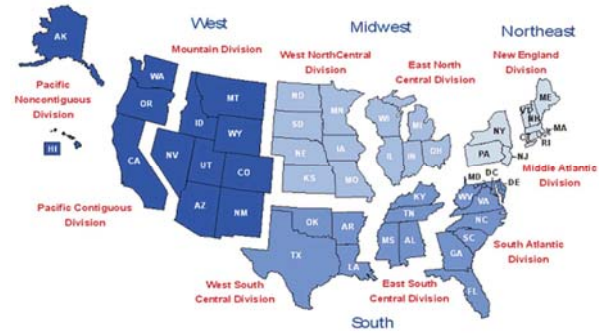 West
Midwest
Northeast
Mountain Division
West NorthCentral
Division
East North
Central Division
New England
Division
Pacific
Noncontiguous
Division
Pacific Contiguous
Division
Middle Atlantic
Division
South Atlantic
Division
West South
Central Division
East South
Central Division
South
AK
HI
WA
OR
CA
MT
ID
WY
NV
UT
CO
AZ
NM
ND
SD
NE
KS
MN
IA
MO
WI
MI
IL
IN
OH
ME
VT
NH
MA
RI
CT
NY
PA
NJ
OK
TX
AR
LA
KY
TN
MS
AL
MD
DC
DE
WV
VA
NC
SC
GA
FL